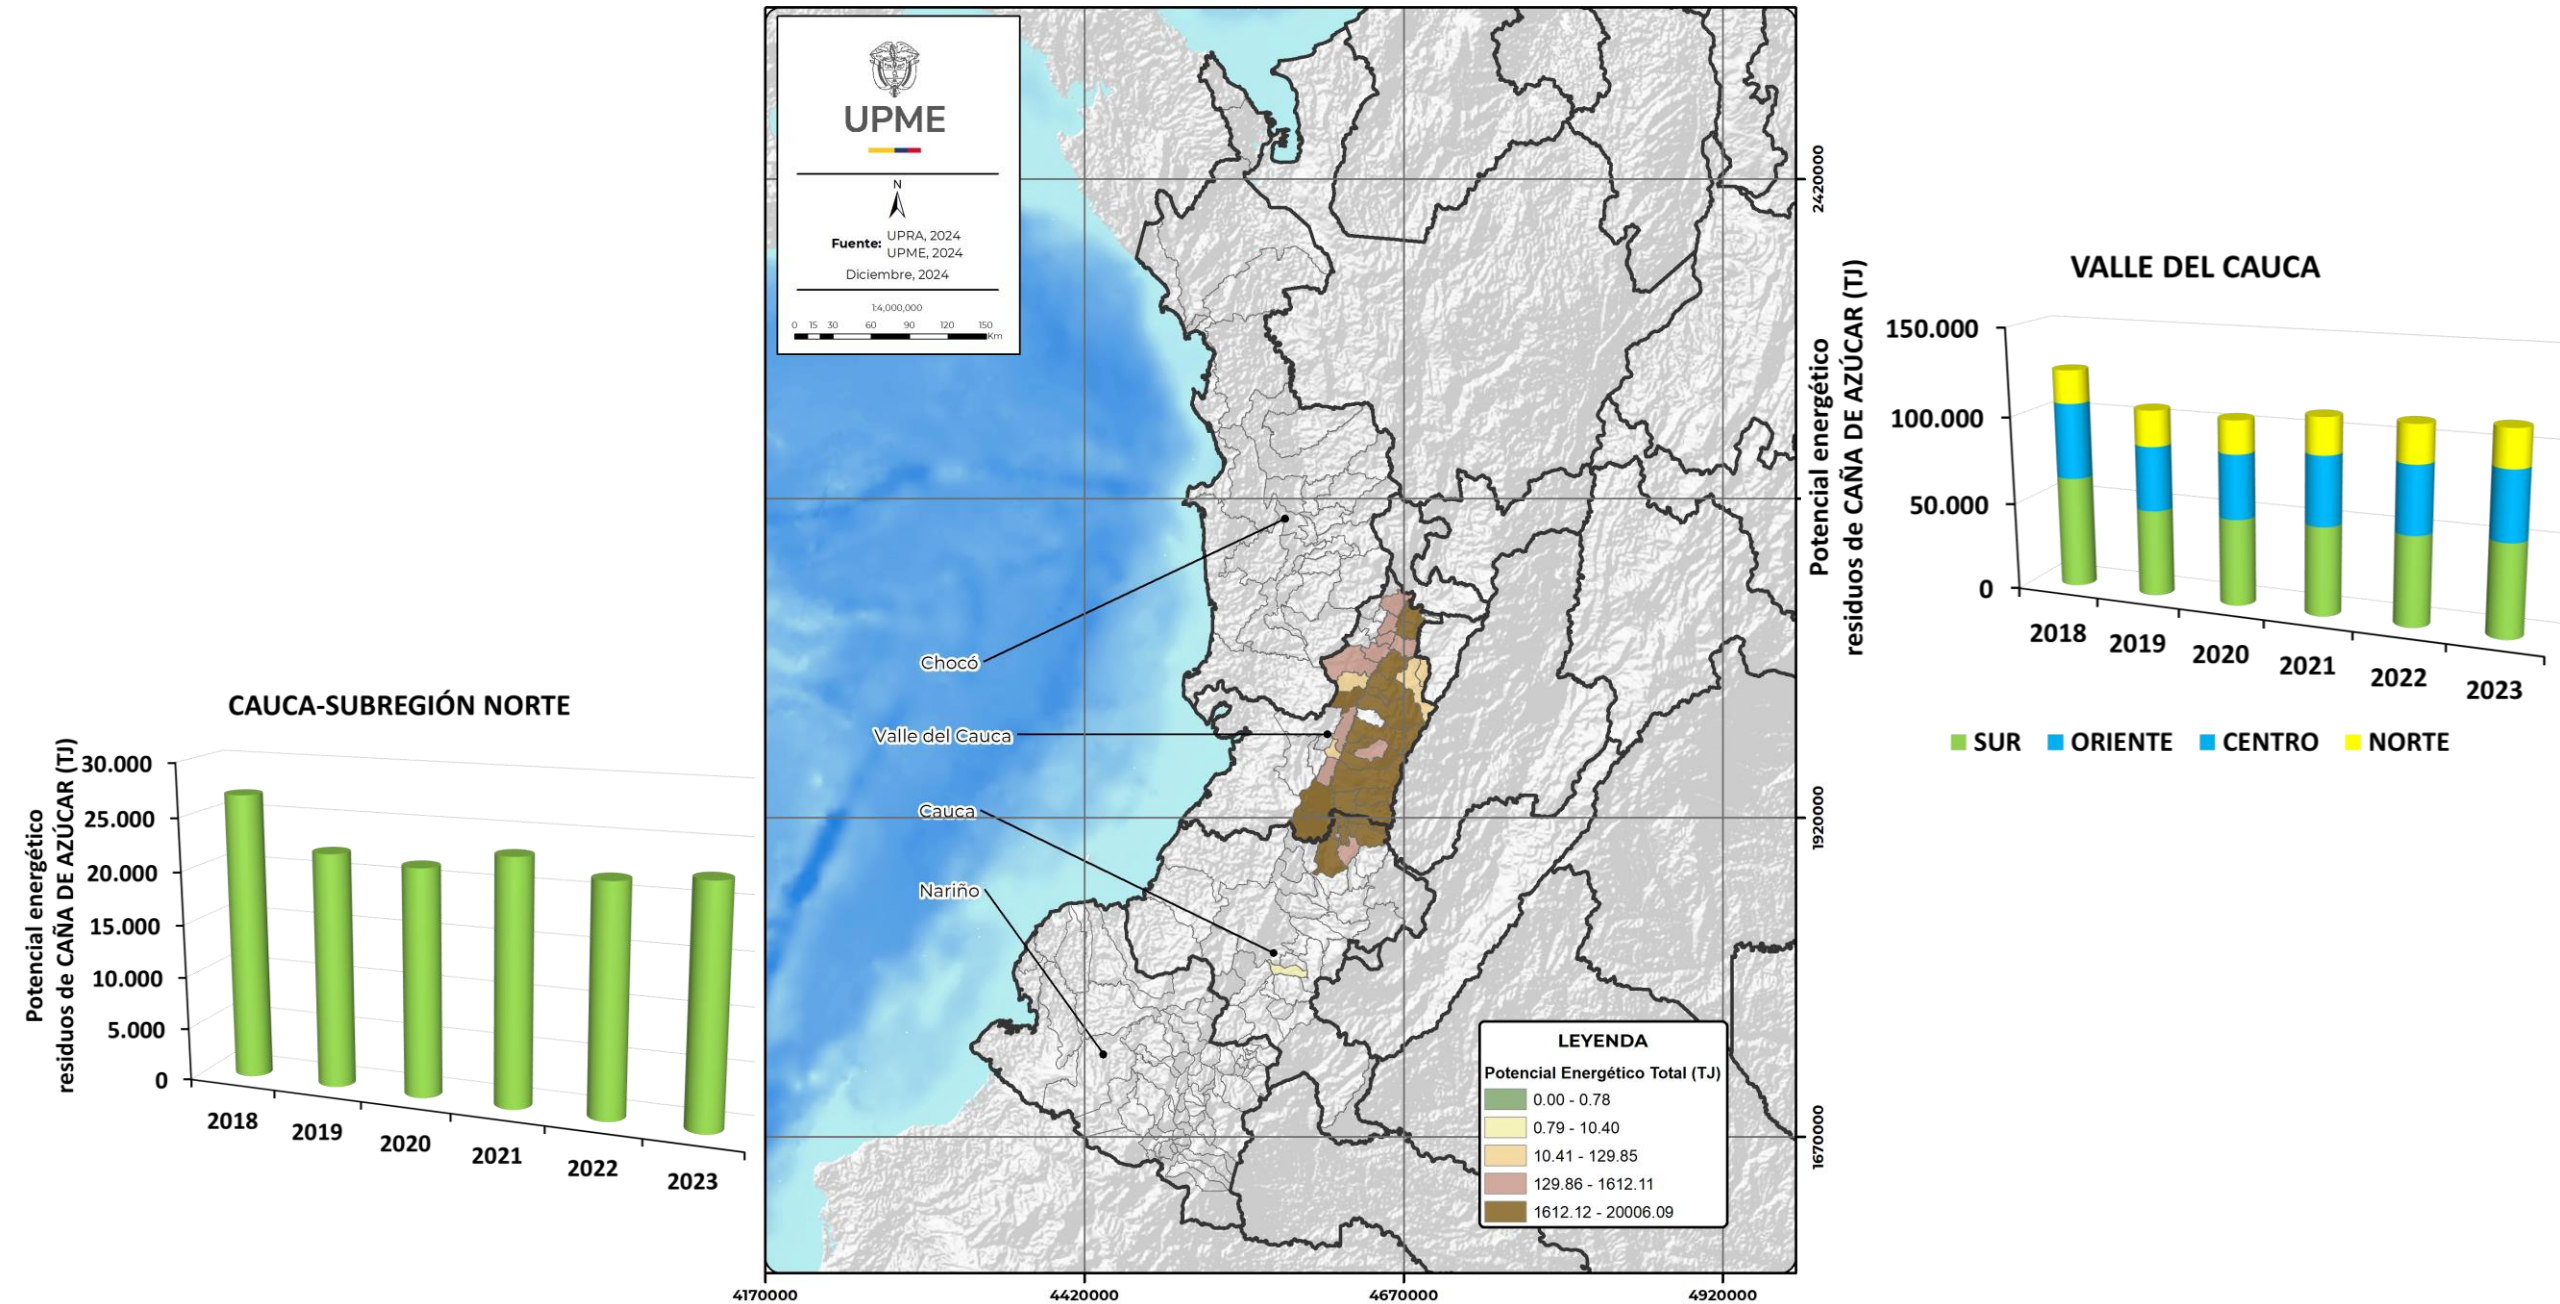 CAUCA-SUBREGIÓN NORTE
Potencial energético
residuos de CAÑA DE AZÚCAR (TJ)
30.000
25.000
20.000
15.000
10.000
5.000
0
2018
2019
2020
2021
2022
2023
UPME
N
Fuente: UPRA, 2024
UPME, 2024
Diciembre, 2024
1:4,000,000
0 15 30 60 90 120 150
Km
Chocó
Valle del Cauca
Cauca
Nariño
LEYENDA
Potencial Energético Total (TJ)
0.00 - 0.78
0.79 - 10.40
10.41 - 129.85
129.86 - 1612.11
1612.12 - 20006.09
4170000
4420000
4670000
4920000
2420000
1920000
1670000
VALLE DEL CAUCA
Potencial energético
residuos de CAÑA DE AZÚCAR (TJ)
150.000
100.000
50.000
0
2018
2019
2020
2021
2022
2023
SUR ORIENTE CENTRO NORTE